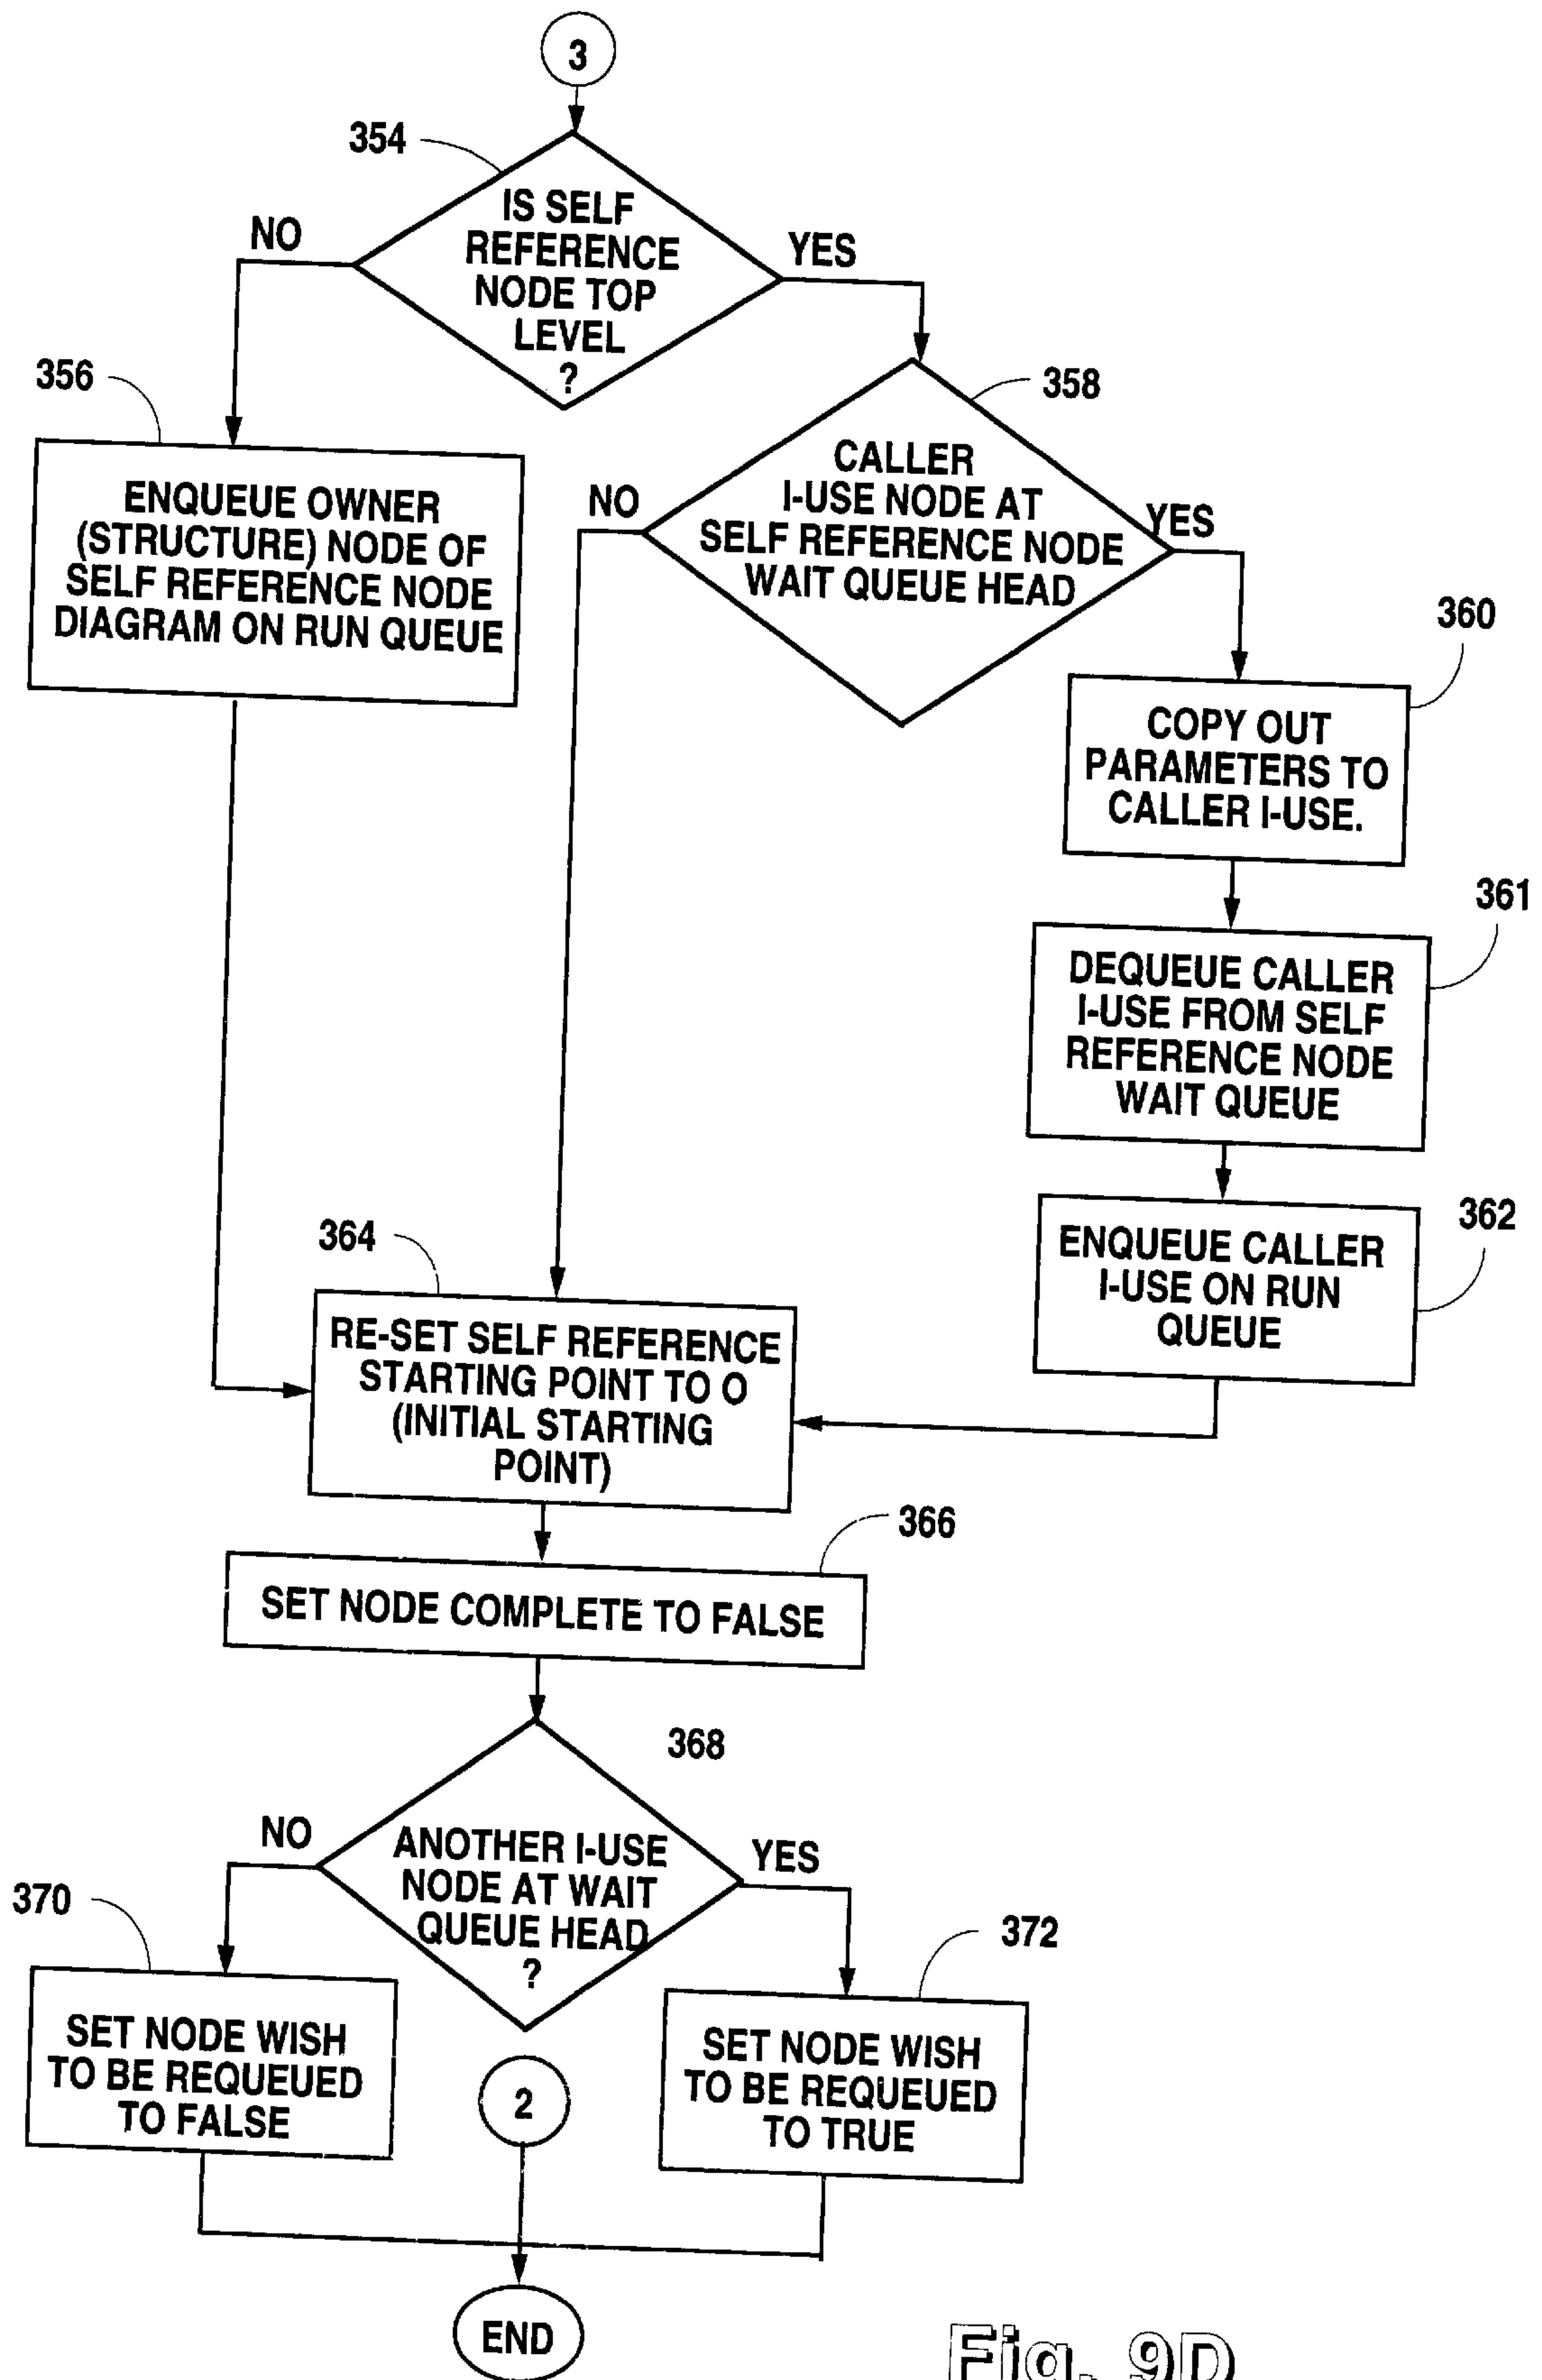 3
354
IS SELF
REFERENCE
NODE TOP
LEVEL
?
NO
YES
356
ENQUEUE OWNER
(STRUCTURE) NODE OF
SELF REFERENCE NODE
DIAGRAM ON RUN QUEUE
358
CALLER
I-USE NODE AT
SELF REFERENCE NODE
WAIT QUEUE HEAD
NO
YES
360
COPY OUT
PARAMETERS TO
CALLER I-USE.
361
DEQUEUE CALLER
I-USE FROM SELF
REFERENCE NODE
WAIT QUEUE
362
ENQUEUE CALLER
I-USE ON RUN
QUEUE
364
RE-SET SELF REFERENCE
STARTING POINT TO O
(INITIAL STARTING
POINT)
366
SET NODE COMPLETE TO FALSE
368
ANOTHER I-USE
NODE AT WAIT
QUEUE HEAD
?
NO
YES
370
SET NODE WISH
TO BE REQUEUED
TO FALSE
372
SET NODE WISH
TO BE REQUEUED
TO TRUE
2
END
Fig. 9D